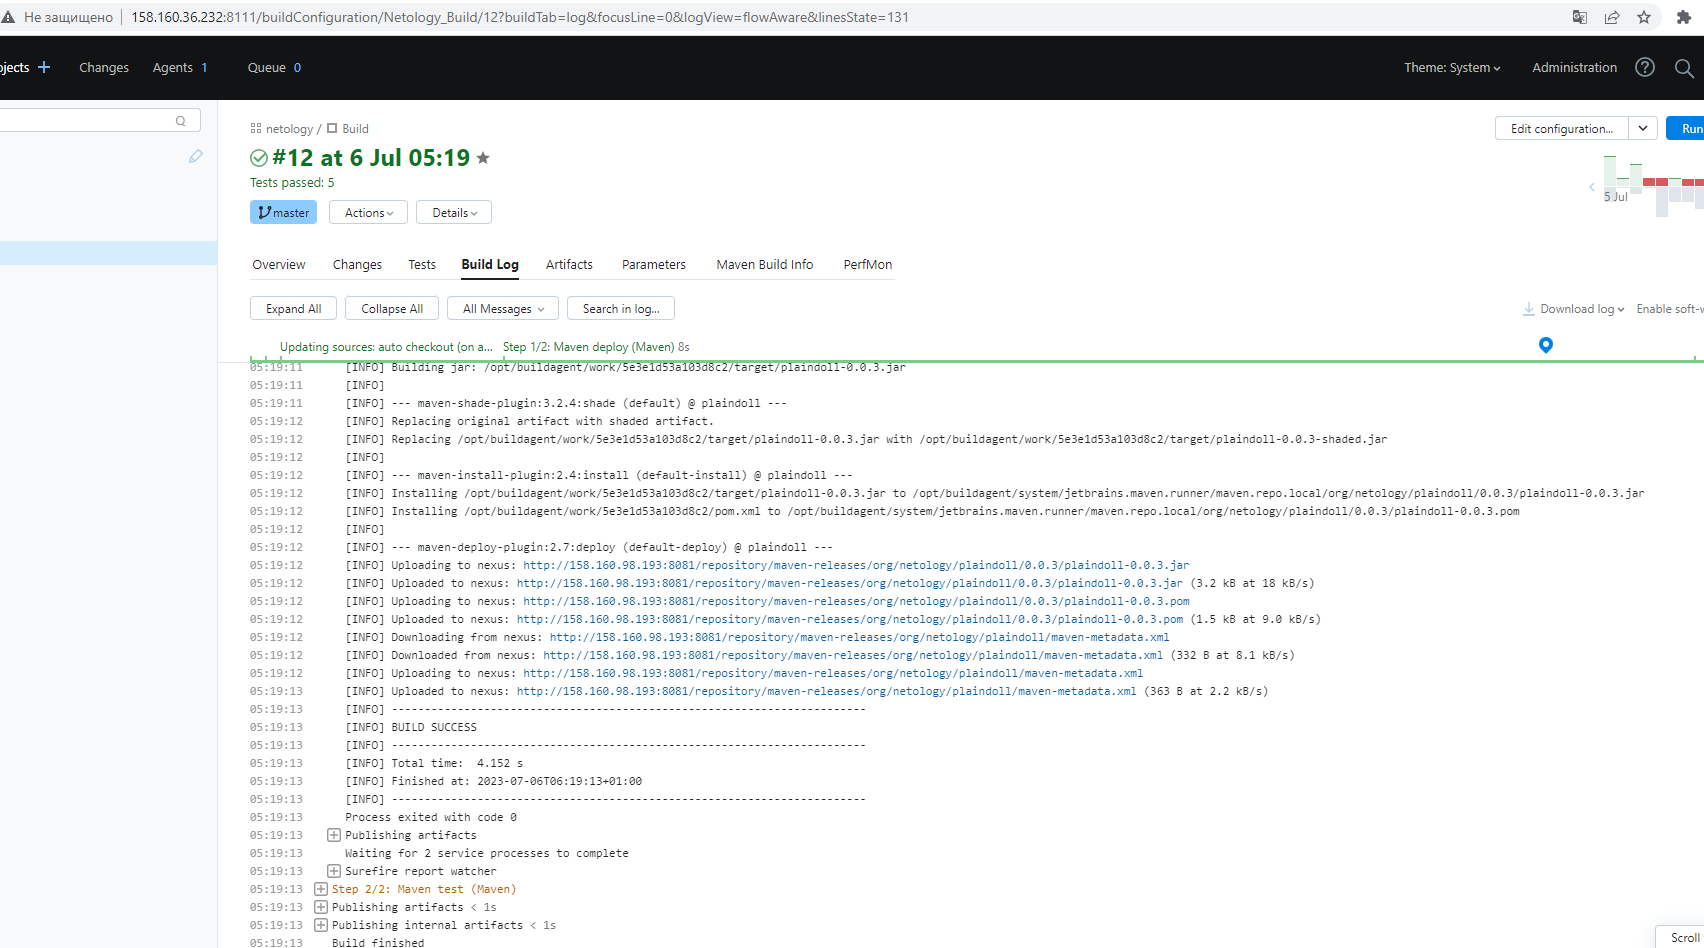 Не защищено 158.160.36.232:8111/buildConfiguration/Netology_Build/12?buildTab=log&focusLine=0&logView=flowAware&linesState=131
ojects Changes Agents 1 Queue 0 Theme: System Administration
netology / Build
Edit configuration... Run
#12 at 6 Jul 05:19
Tests passed: 5
5 Jul
master Actions Details
Overview Changes Tests Build Log Artifacts Parameters Maven Build Info PerfMon
Expand All Collapse All All Messages Search in log... Download log Enable soft-w
Updating sources: auto checkout (on a... Step 1/2: Maven deploy (Maven) 8s
05:19:11 [INFO] Building jar: /opt/buildagent/work/5e3e1d53a103d8c2/target/plaindoll-0.0.3.jar
05:19:11 [INFO]
05:19:11 [INFO] --- maven-shade-plugin:3.2.4:shade (default) @ plaindoll ---
05:19:12 [INFO] Replacing original artifact with shaded artifact.
05:19:12 [INFO] Replacing /opt/buildagent/work/5e3e1d53a103d8c2/target/plaindoll-0.0.3.jar with /opt/buildagent/work/5e3e1d53a103d8c2/target/plaindoll-0.0.3-shaded.jar
05:19:12 [INFO]
05:19:12 [INFO] --- maven-install-plugin:2.4:install (default-install) @ plaindoll ---
05:19:12 [INFO] Installing /opt/buildagent/work/5e3e1d53a103d8c2/target/plaindoll-0.0.3.jar to /opt/buildagent/system/jetbrains.maven.runner/maven.repo.local/org/netology/plaindoll/0.0.3/plaindoll-0.0.3.jar
05:19:12 [INFO] Installing /opt/buildagent/work/5e3e1d53a103d8c2/pom.xml to /opt/buildagent/system/jetbrains.maven.runner/maven.repo.local/org/netology/plaindoll/0.0.3/plaindoll-0.0.3.pom
05:19:12 [INFO]
05:19:12 [INFO] --- maven-deploy-plugin:2.7:deploy (default-deploy) @ plaindoll ---
05:19:12 [INFO] Uploading to nexus: http://158.160.98.193:8081/repository/maven-releases/org/netology/plaindoll/0.0.3/plaindoll-0.0.3.jar
05:19:12 [INFO] Uploaded to nexus: http://158.160.98.193:8081/repository/maven-releases/org/netology/plaindoll/0.0.3/plaindoll-0.0.3.jar (3.2 kB at 18 kB/s)
05:19:12 [INFO] Uploading to nexus: http://158.160.98.193:8081/repository/maven-releases/org/netology/plaindoll/0.0.3/plaindoll-0.0.3.pom
05:19:12 [INFO] Uploaded to nexus: http://158.160.98.193:8081/repository/maven-releases/org/netology/plaindoll/0.0.3/plaindoll-0.0.3.pom (1.5 kB at 9.0 kB/s)
05:19:12 [INFO] Downloading from nexus: http://158.160.98.193:8081/repository/maven-releases/org/netology/plaindoll/maven-metadata.xml
05:19:12 [INFO] Downloaded from nexus: http://158.160.98.193:8081/repository/maven-releases/org/netology/plaindoll/maven-metadata.xml (332 B at 8.1 kB/s)
05:19:12 [INFO] Uploading to nexus: http://158.160.98.193:8081/repository/maven-releases/org/netology/plaindoll/maven-metadata.xml
05:19:13 [INFO] Uploaded to nexus: http://158.160.98.193:8081/repository/maven-releases/org/netology/plaindoll/maven-metadata.xml (363 B at 2.2 kB/s)
05:19:13 [INFO] ------------------------------------------------------------------------
05:19:13 [INFO] BUILD SUCCESS
05:19:13 [INFO] ------------------------------------------------------------------------
05:19:13 [INFO] Total time: 4.152 s
05:19:13 [INFO] Finished at: 2023-07-06T06:19:13+01:00
05:19:13 [INFO] ------------------------------------------------------------------------
05:19:13 Process exited with code 0
05:19:13 Publishing artifacts
05:19:13 Waiting for 2 service processes to complete
05:19:13 Surefire report watcher
05:19:13 Step 2/2: Maven test (Maven)
05:19:13 Publishing artifacts < 1s
05:19:13 Publishing internal artifacts < 1s
05:19:13 Build finished
Scroll